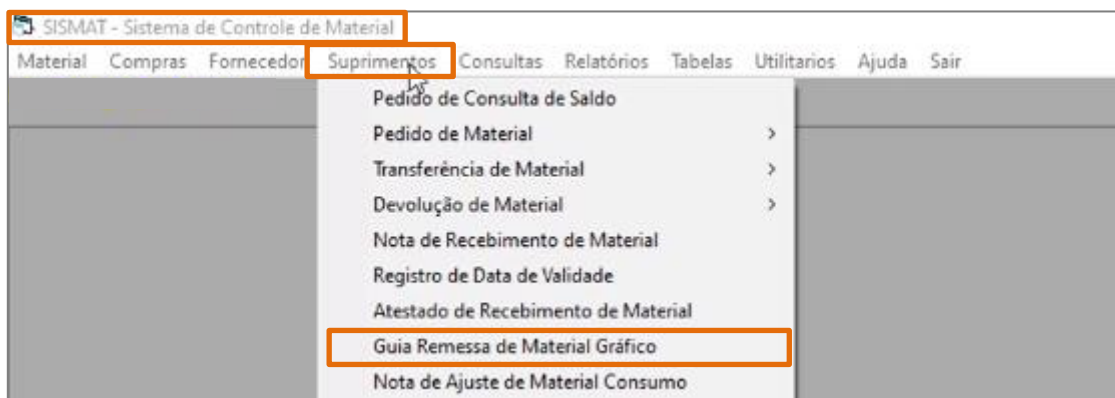 SISMAT - Sistema de Controle de Material
Material Compras Fornecedor Suprimentos Consultas Relatórios Tabelas Utilitarios Ajuda Sair
Pedido de Consulta de Saldo
Pedido de Material >
Transferência de Material >
Devolução de Material >
Nota de Recebimento de Material
Registro de Data de Validade
Atestado de Recebimento de Material
Guia Remessa de Material Gráfico
Nota de Ajuste de Material Consumo